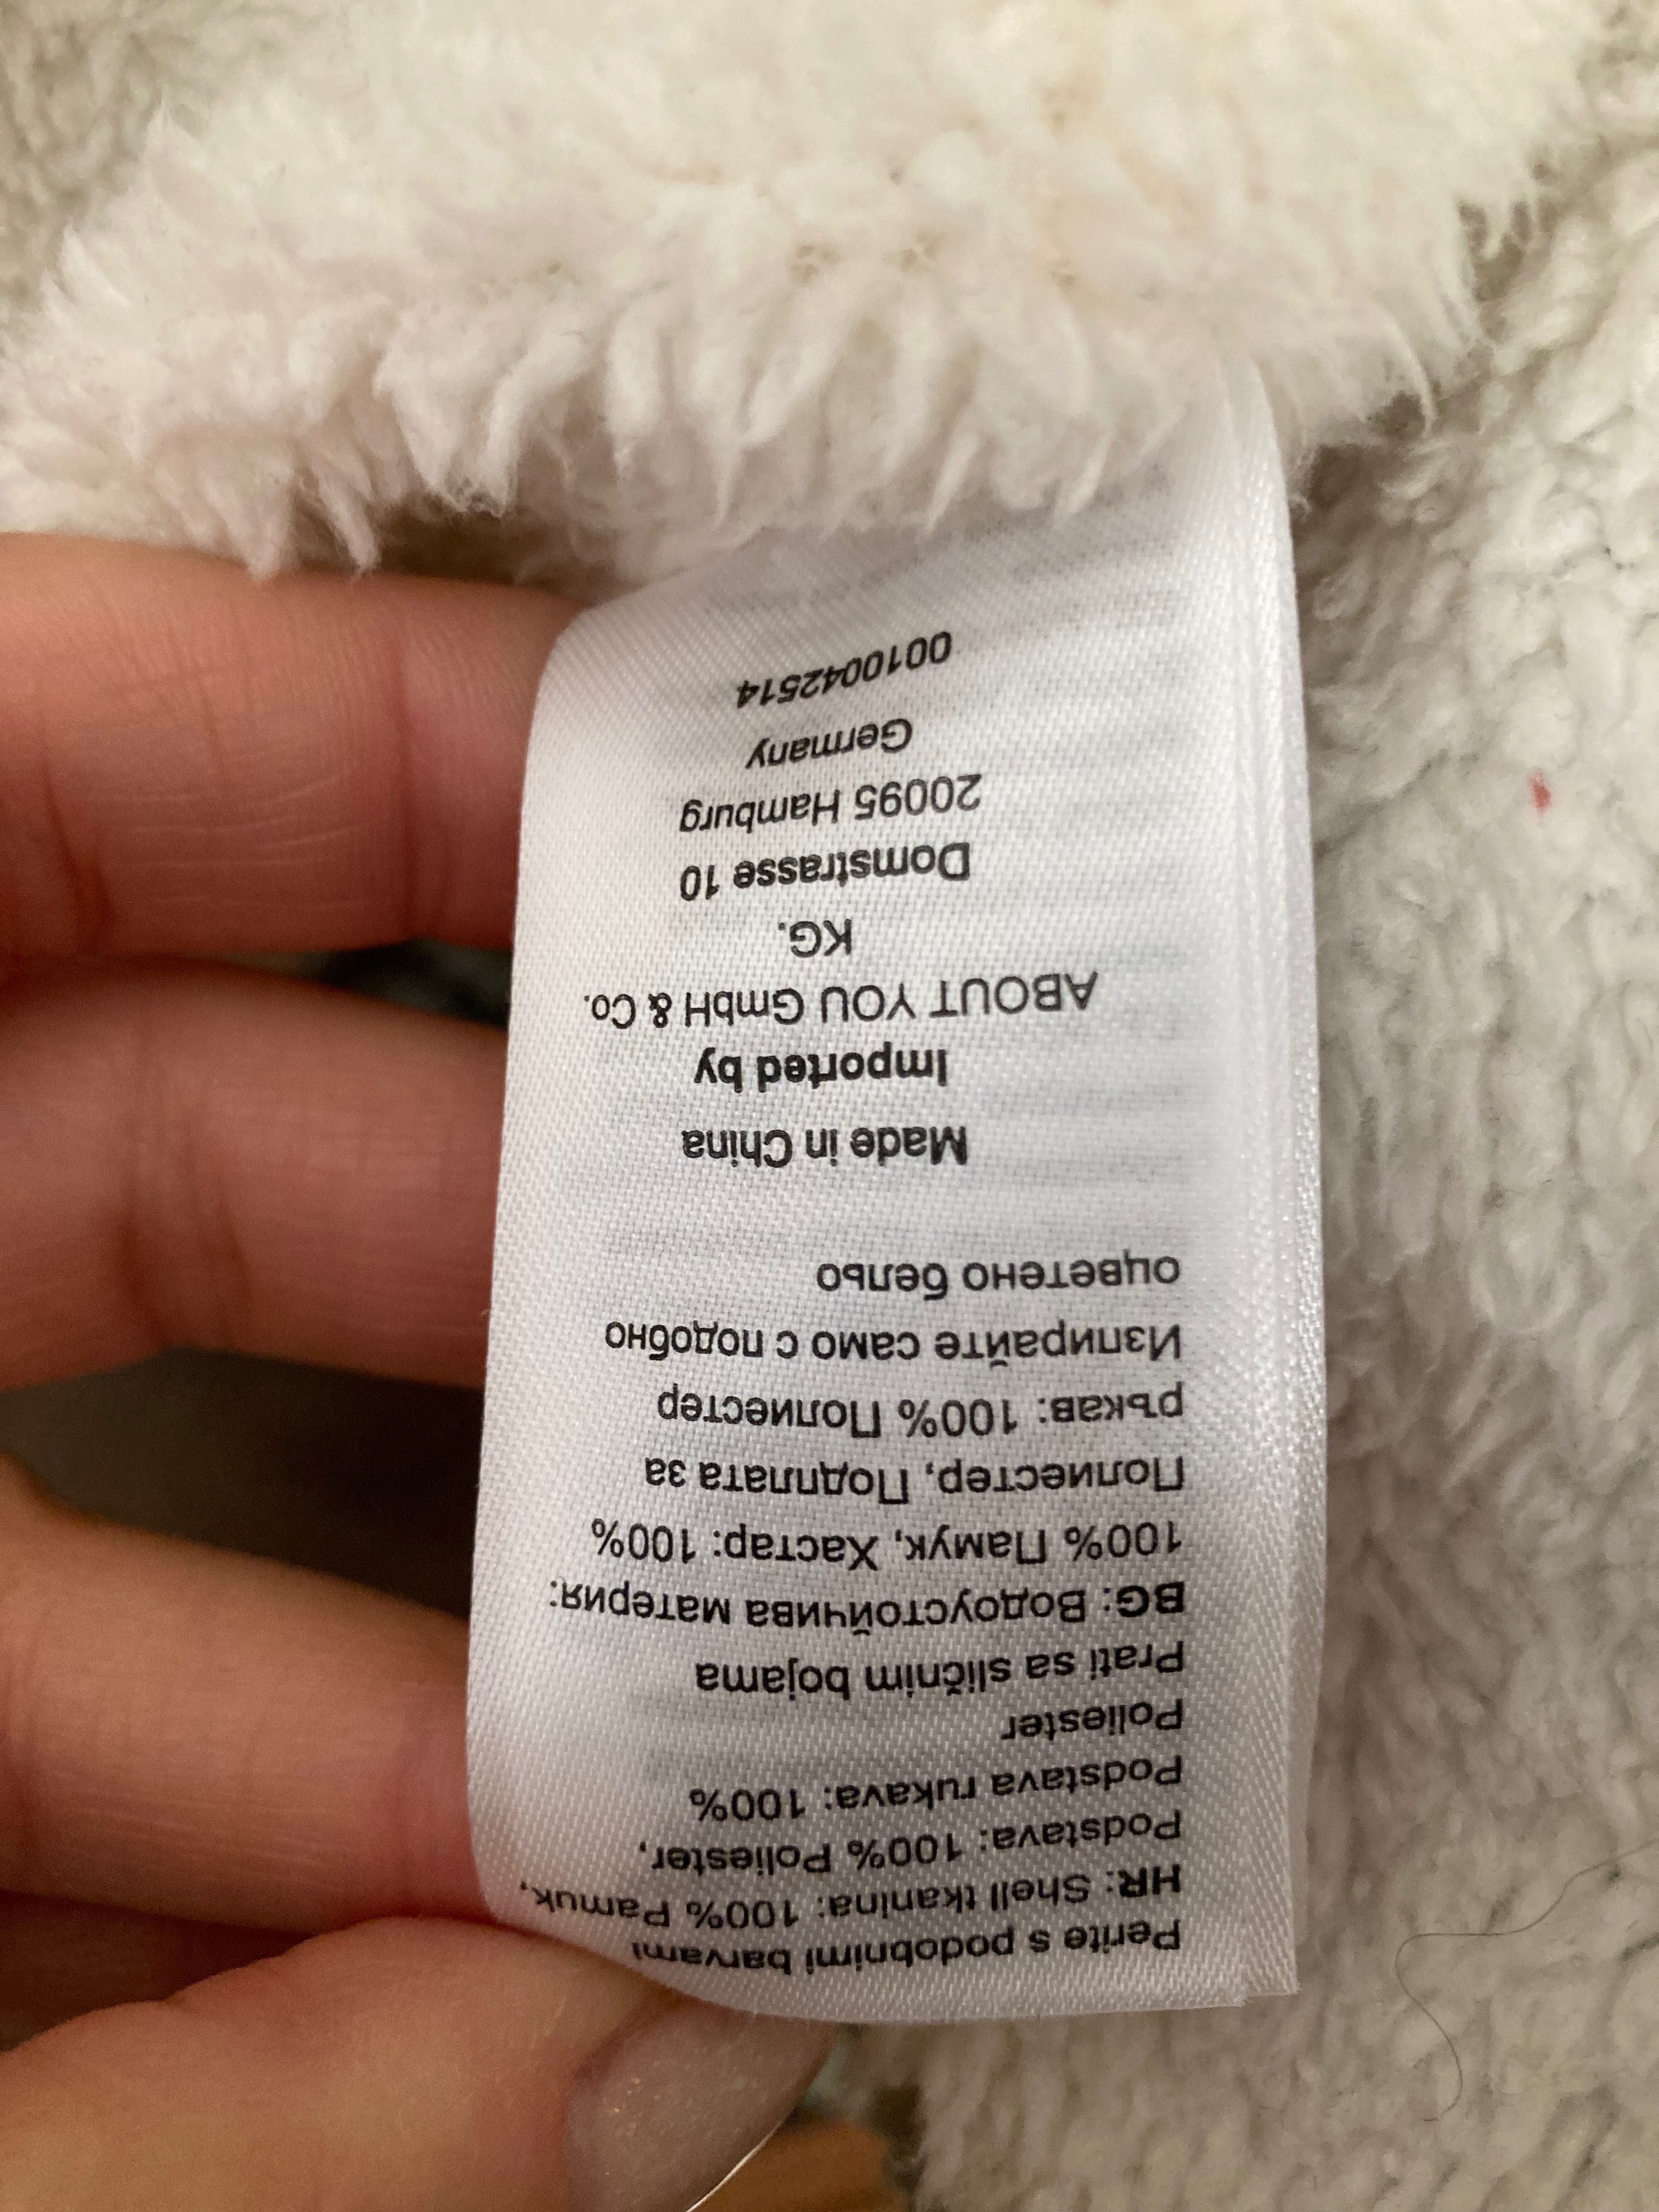 Perite s podobnimi barvami
HR: Shell tkanina: 100% Pamuk,
Podstava: 100% Poliester,
Podstava rukava: 100%
Poliester
Prati sa sličnim bojama
BG: Водоустойчива материя:
100% Памук, Хастар: 100%
Полиестер, Подплата за
ръкав: 100% Полиестер
Изпирайте само с подобно
оцветено бельо
Made in China
Imported by
ABOUT YOU GmbH & Co.
KG.
Domstrasse 10
20095 Hamburg
Germany
0010042514